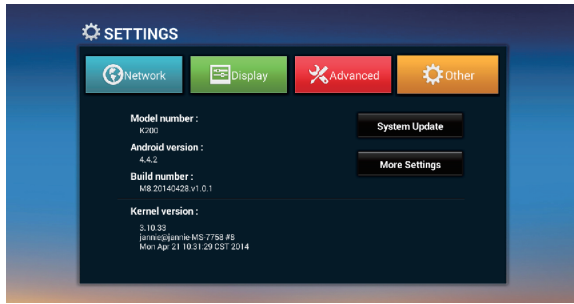 SETTINGS
Network
Display
Advanced
Other
Model number :
K200
System Update
Android version :
4.4.2
More Settings
Build number :
M8.20140428.v1.0.1
Kernel version :
3.10.33
jannie@jannie-MS-7758 #8
Mon Apr 21 10:31:29 CST 2014